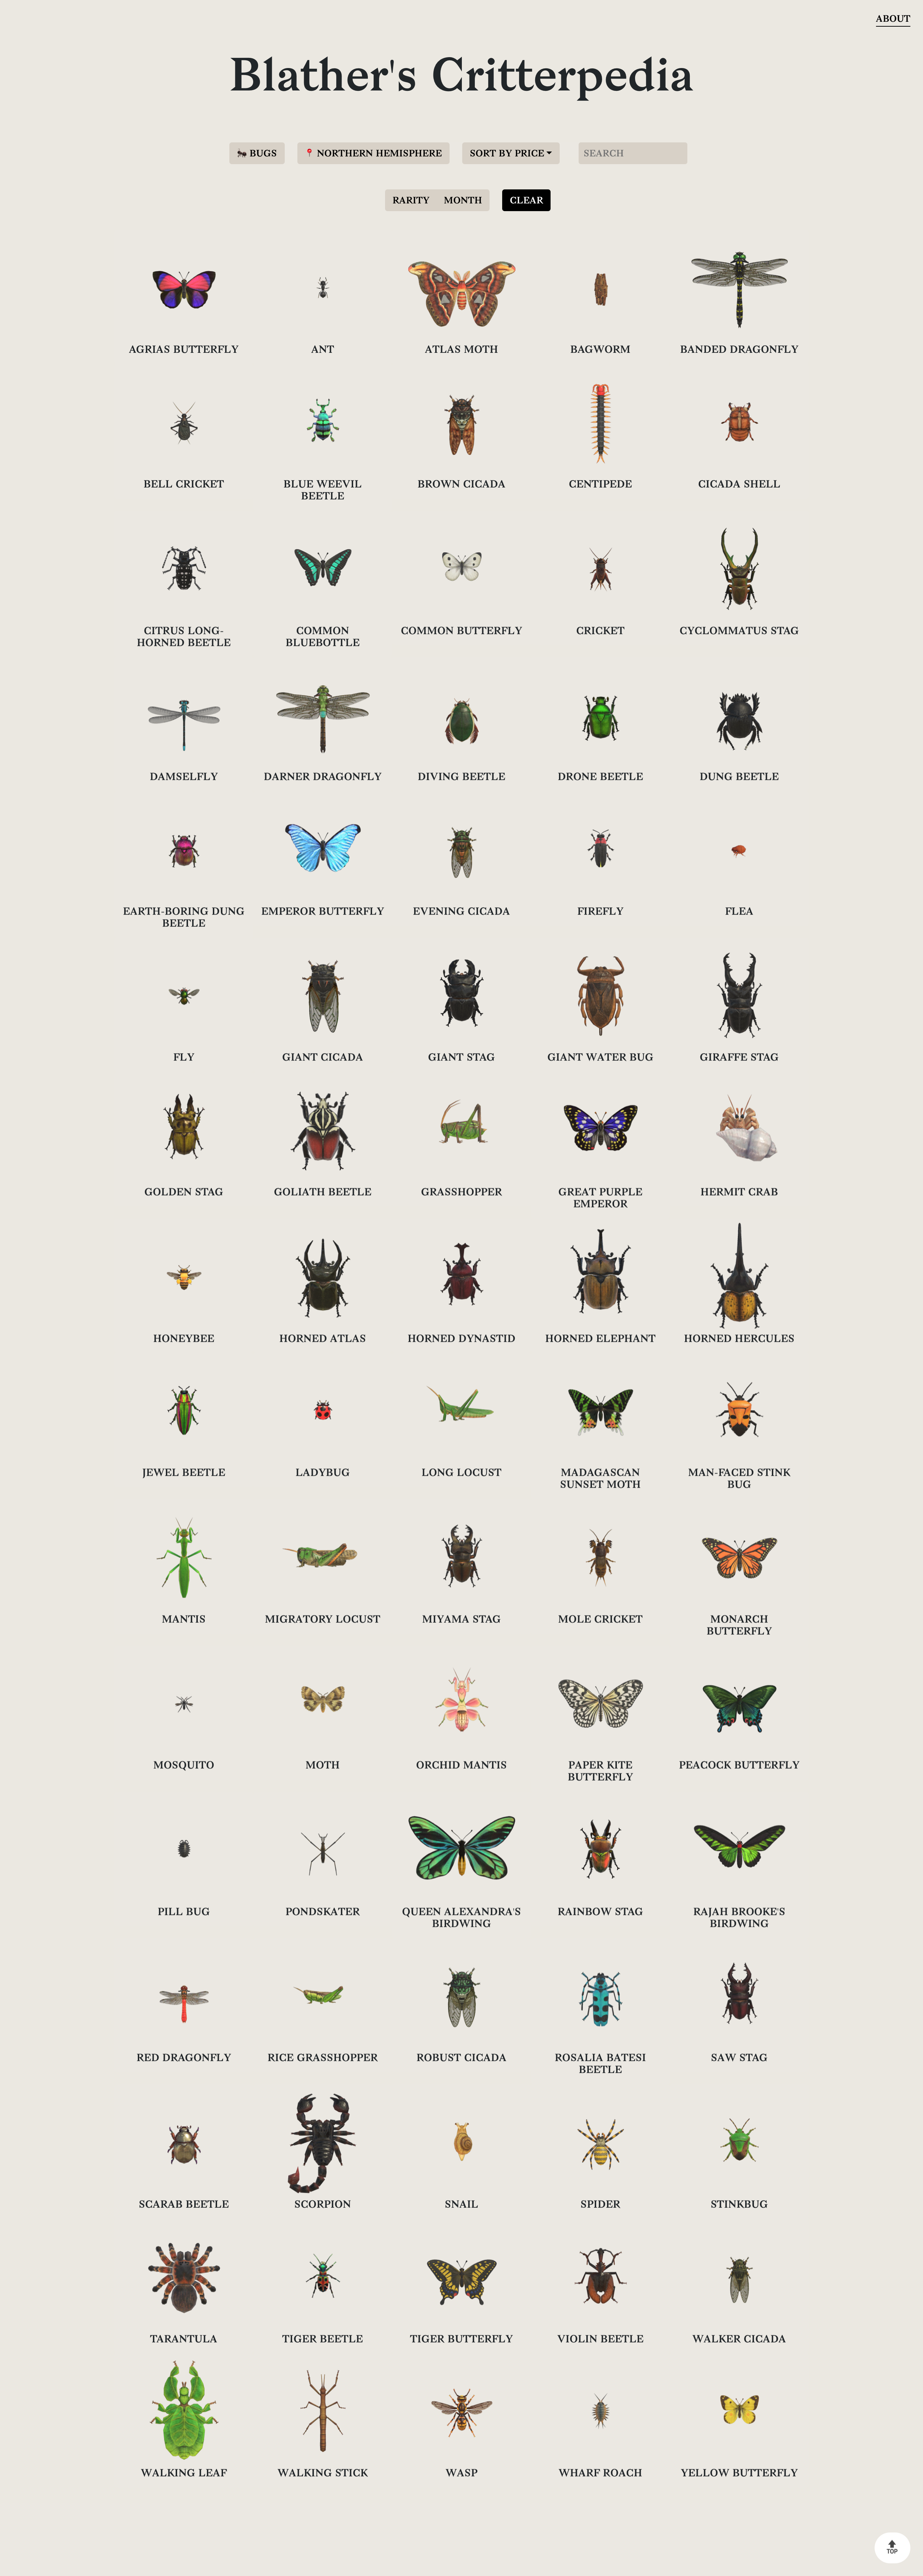 ABOUT
Blather's Critterpedia
BUGS
NORTHERN HEMISPHERE
SORT BY PRICE
SEARCH
RARITY
MONTH
CLEAR
AGRIAS BUTTERFLY
ANT
ATLAS MOTH
BAGWORM
BANDED DRAGONFLY
BELL CRICKET
BLUE WEEVIL
BEETLE
BROWN CICADA
CENTIPEDE
CICADA SHELL
CITRUS LONG-
HORNED BEETLE
COMMON
BLUEBOTTLE
COMMON BUTTERFLY
CRICKET
CYCLOMMATUS STAG
DAMSELFLY
DARNER DRAGONFLY
DIVING BEETLE
DRONE BEETLE
DUNG BEETLE
EARTH-BORING DUNG
BEETLE
EMPEROR BUTTERFLY
EVENING CICADA
FIREFLY
FLEA
FLY
GIANT CICADA
GIANT STAG
GIANT WATER BUG
GIRAFFE STAG
GOLDEN STAG
GOLIATH BEETLE
GRASSHOPPER
GREAT PURPLE
EMPEROR
HERMIT CRAB
HONEYBEE
HORNED ATLAS
HORNED DYNASTID
HORNED ELEPHANT
HORNED HERCULES
JEWEL BEETLE
LADYBUG
LONG LOCUST
MADAGASCAN
SUNSET MOTH
MAN-FACED STINK
BUG
MANTIS
MIGRATORY LOCUST
MIYAMA STAG
MOLE CRICKET
MONARCH
BUTTERFLY
MOSQUITO
MOTH
ORCHID MANTIS
PAPER KITE
BUTTERFLY
PEACOCK BUTTERFLY
PILL BUG
PONDSKATER
QUEEN ALEXANDRA'S
BIRDWING
RAINBOW STAG
RAJAH BROOKE'S
BIRDWING
RED DRAGONFLY
RICE GRASSHOPPER
ROBUST CICADA
ROSALIA BATESI
BEETLE
SAW STAG
SCARAB BEETLE
SCORPION
SNAIL
SPIDER
STINKBUG
TARANTULA
TIGER BEETLE
TIGER BUTTERFLY
VIOLIN BEETLE
WALKER CICADA
WALKING LEAF
WALKING STICK
WASP
WHARF ROACH
YELLOW BUTTERFLY
TOP